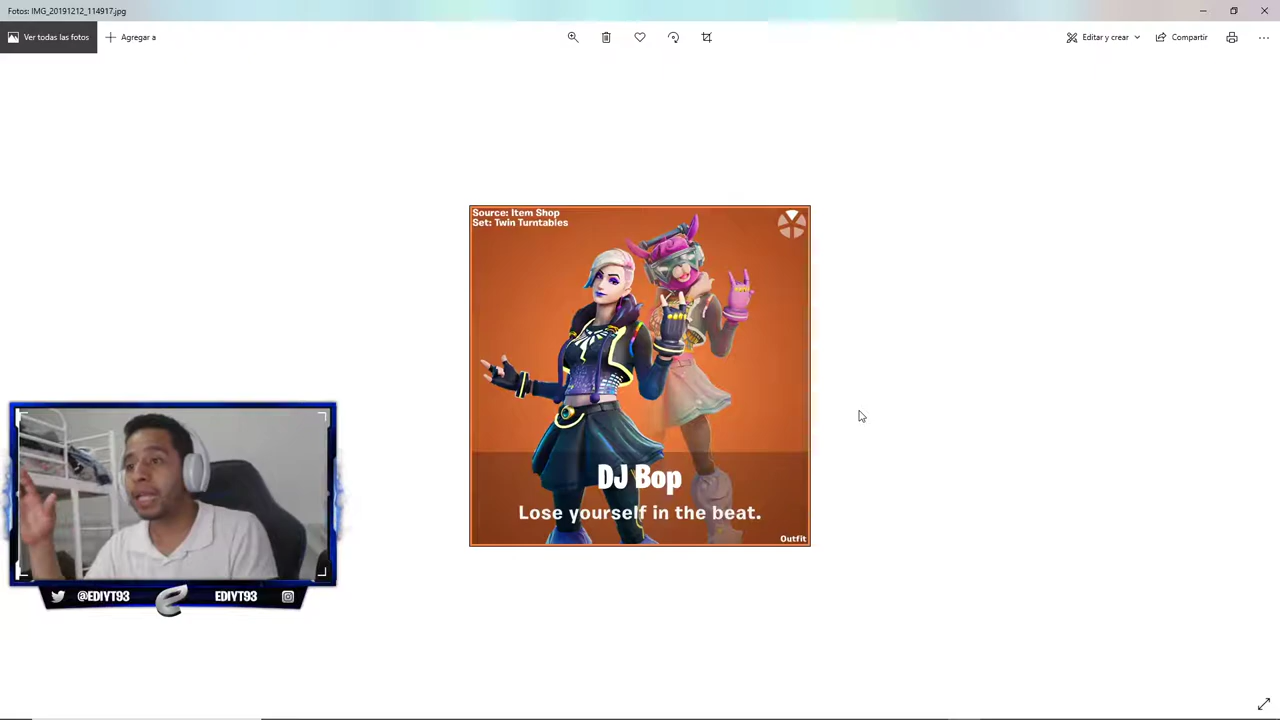 Fotos: IMG_20191212_114917.jpg
Ver todas las fotos
Agregar a
Editar y crear
Compartir
Source: Item Shop
Set: Twin Turntables
DJ Bop
Lose yourself in the beat.
Outfit
@EDIYT93
EDIYT93